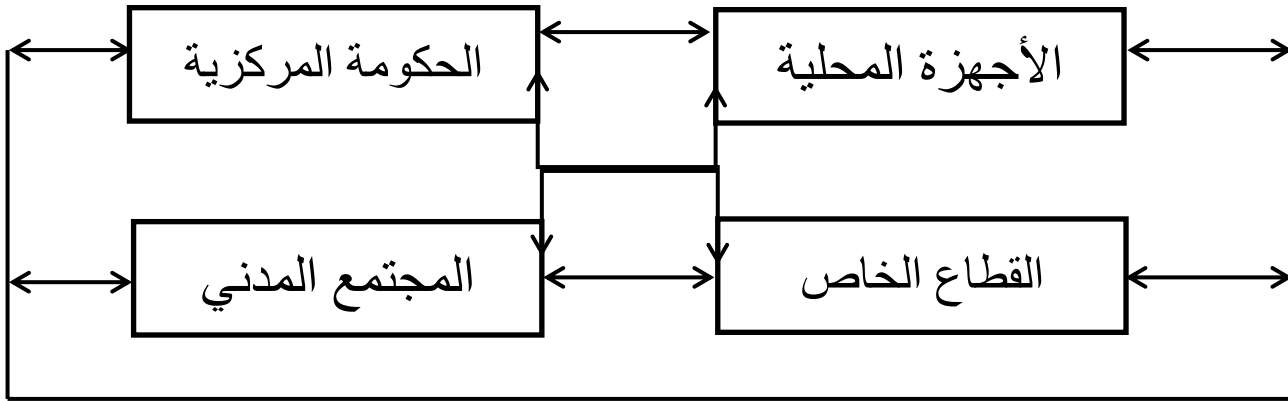 الأجهزة المحلية
الحكومة المركزية
القطاع الخاص
المجتمع المدني